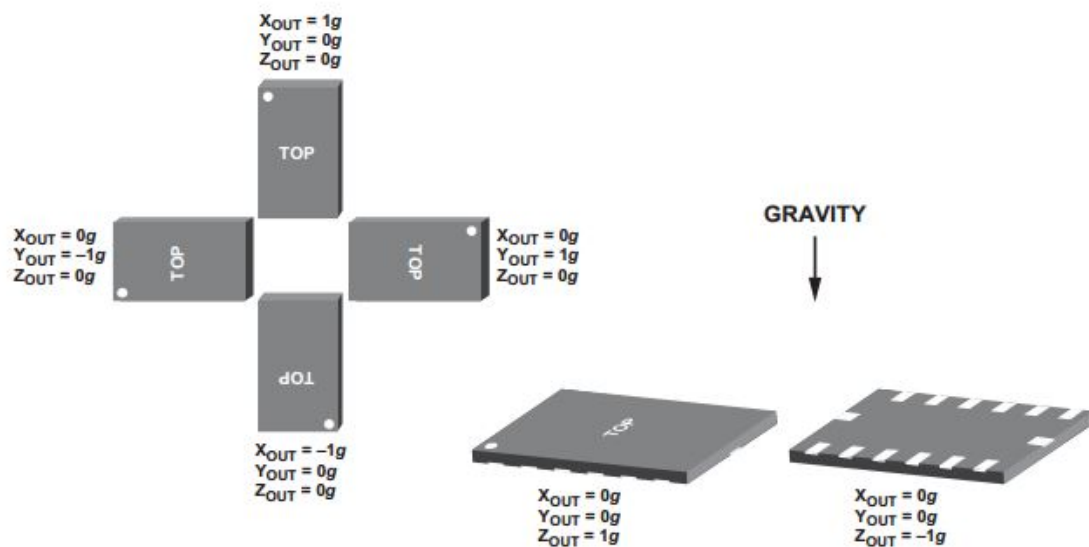 XOUT = 1g
YOUT = 0g
ZOUT = 0g
TOP
XOUT = 0g
YOUT = –1g
ZOUT = 0g
TOP
TOP
XOUT = 0g
YOUT = 1g
ZOUT = 0g
GRAVITY
TOP
XOUT = –1g
YOUT = 0g
ZOUT = 0g
TOP
XOUT = 0g
YOUT = 0g
ZOUT = 1g
XOUT = 0g
YOUT = 0g
ZOUT = –1g